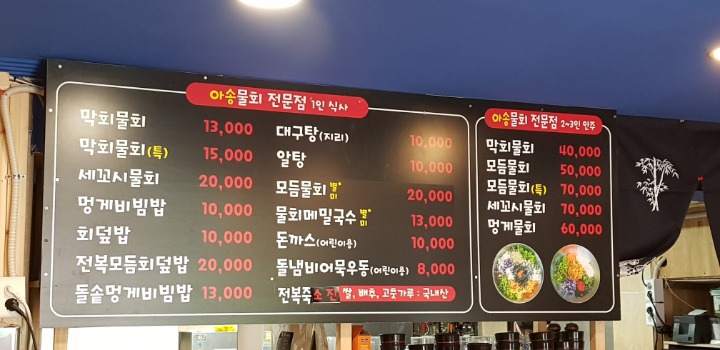 아송물회 전문점 1인 식사
막회물회 13,000
막회물회(특) 15,000
세꼬시물회 20,000
멍게비빔밥 10,000
회덮밥 10,000
전복모듬회덮밥 20,000
돌솥멍게비빔밥 13,000
대구탕(지리) 10,000
알탕 10,000
모듬물회 별미 20,000
물회메밀국수 별미 13,000
돈까스(어린이용) 10,000
돌냄비어묵우동(어린이용) 8,000
전복죽 소진 쌀, 배추, 고춧가루 : 국내산
아송물회 전문점 2~3인 안주
막회물회 40,000
모듬물회 50,000
모듬물회(특) 70,000
세꼬시물회 70,000
멍게물회 60,000